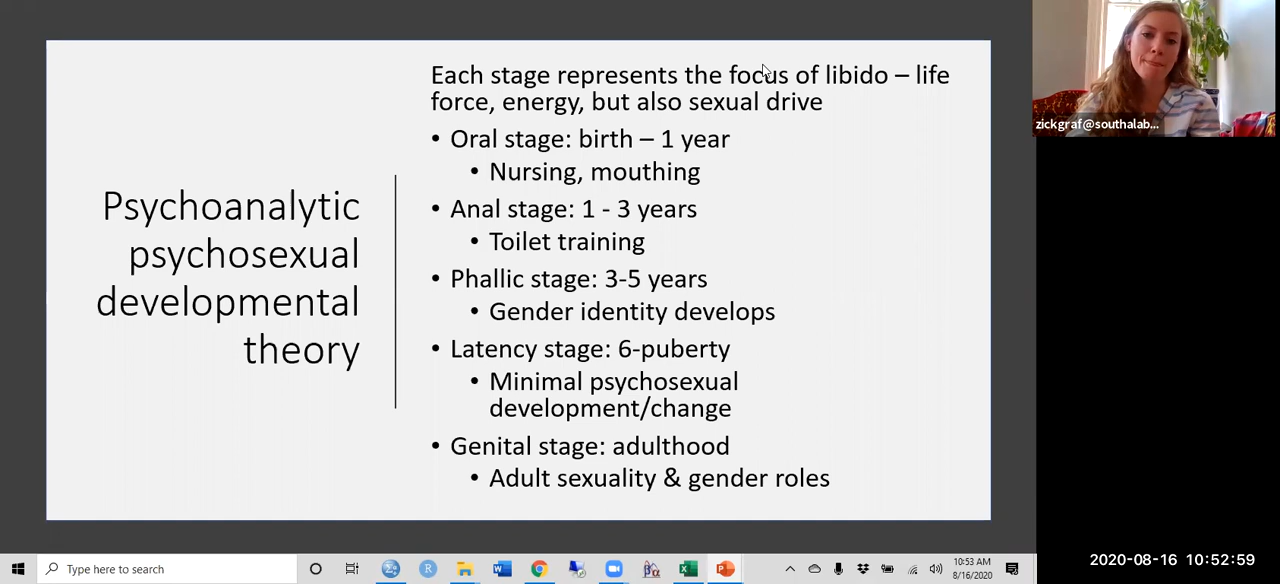 Psychoanalytic
psychosexual
developmental
theory
Each stage represents the focus of libido – life
force, energy, but also sexual drive
• Oral stage: birth – 1 year
• Nursing, mouthing
• Anal stage: 1 - 3 years
• Toilet training
• Phallic stage: 3-5 years
• Gender identity develops
• Latency stage: 6-puberty
• Minimal psychosexual
development/change
• Genital stage: adulthood
• Adult sexuality & gender roles
zickgraf@southalab...
Type here to search
10:53 AM
8/16/2020
2020-08-16 10:52:59